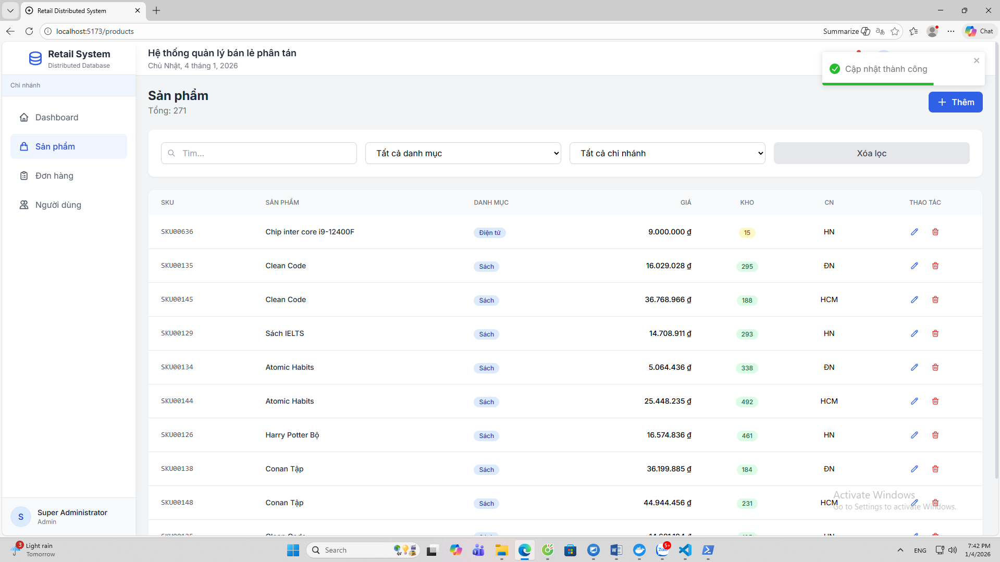 Retail Distributed System
localhost:5173/products
Summarize
Chat
Retail System
Distributed Database
Chi nhánh
Dashboard
Sản phẩm
Đơn hàng
Người dùng
Super Administrator
Admin
S
Hệ thống quản lý bán lẻ phân tán
Chủ Nhật, 4 tháng 1, 2026
Cập nhật thành công
Sản phẩm
Tổng: 271
Thêm
Tìm...
Tất cả danh mục
Tất cả chi nhánh
Xóa lọc
SKU SẢN PHẨM DANH MỤC GIÁ KHO CN THAO TÁC
SKU00636 Chip inter core i9-12400F Điện tử 9.000.000 ₫ 15 HN
SKU00135 Clean Code Sách 16.029.028 ₫ 295 ĐN
SKU00145 Clean Code Sách 36.768.966 ₫ 188 HCM
SKU00129 Sách IELTS Sách 14.708.911 ₫ 293 HN
SKU00134 Atomic Habits Sách 5.064.436 ₫ 338 ĐN
SKU00144 Atomic Habits Sách 25.448.235 ₫ 492 HCM
SKU00126 Harry Potter Bộ Sách 16.574.836 ₫ 461 HN
SKU00138 Conan Tập Sách 36.199.885 ₫ 184 ĐN
SKU00148 Conan Tập Sách 44.944.456 ₫ 231 HCM
Activate Windows
Go to Settings to activate Windows.
3
Light rain
Tomorrow
Search
Zalo
5+
ENG
7:42 PM
1/4/2026